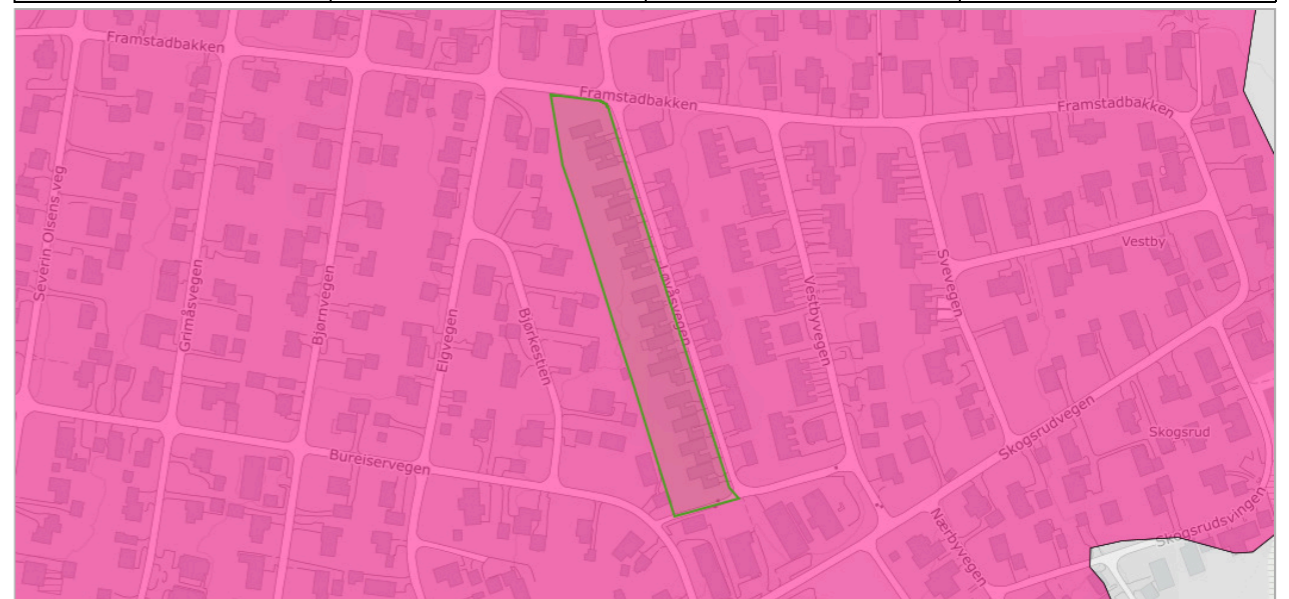 Framstadbakken
Framstadbakken
Framstadbakken
Severin Olsens veg
Grimåsvegen
Bjørnvegen
Elgvegen
Bjørkestien
Løvåsvegen
Vestbyvegen
Svevegen
Vestby
Skogsrudvegen
Skogsrud
Bureiservegen
Nærbyvegen
Skogsrudsvingen